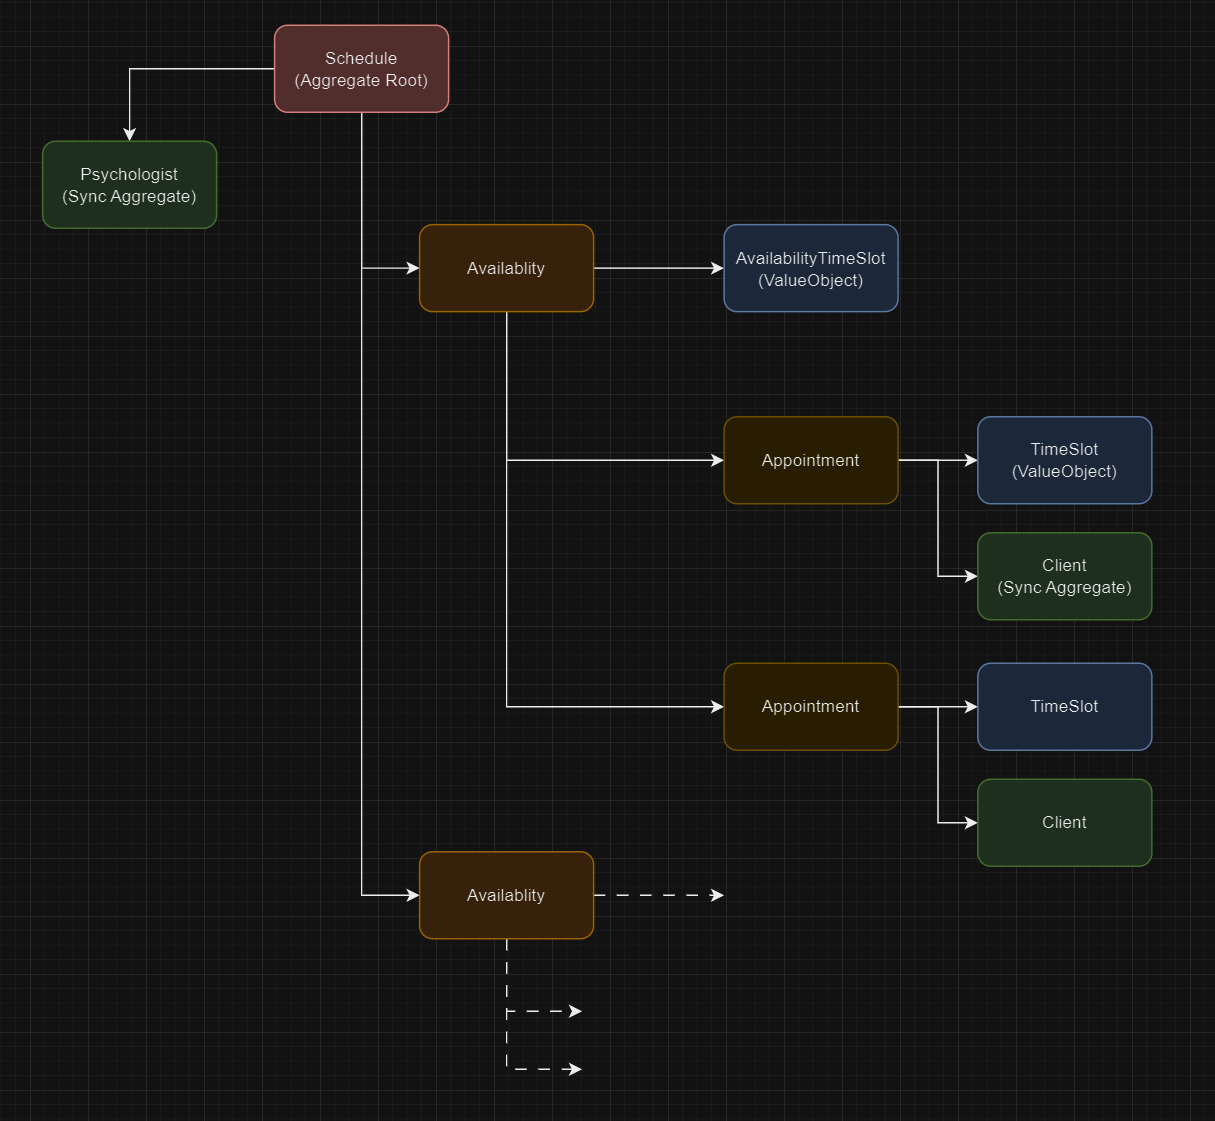 Schedule
(Aggregate Root)
Psychologist
(Sync Aggregate)
Availablity
AvailabilityTimeSlot
(ValueObject)
Appointment
TimeSlot
(ValueObject)
Client
(Sync Aggregate)
Appointment
TimeSlot
Client
Availablity